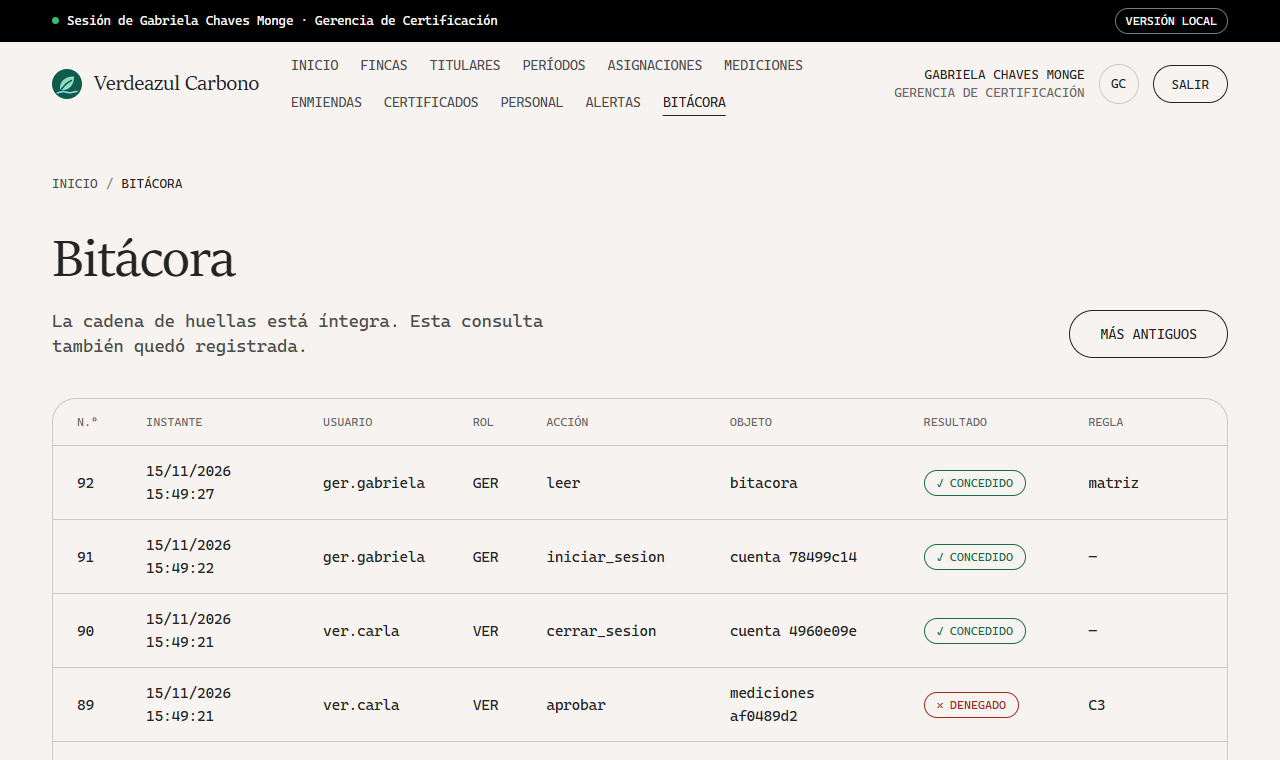 Sesión de Gabriela Chaves Monge · Gerencia de Certificación
VERSIÓN LOCAL
Verdeazul Carbono
INICIO FINCAS TITULARES PERÍODOS ASIGNACIONES MEDICIONES
ENMIENDAS CERTIFICADOS PERSONAL ALERTAS BITÁCORA
GABRIELA CHAVES MONGE
GERENCIA DE CERTIFICACIÓN
GC
SALIR
INICIO / BITÁCORA
Bitácora
La cadena de huellas está íntegra. Esta consulta
también quedó registrada.
MÁS ANTIGUOS
N.º INSTANTE USUARIO ROL ACCIÓN OBJETO RESULTADO REGLA
92 15/11/2026 15:49:27 ger.gabriela GER leer bitacora ✓ CONCEDIDO matriz
91 15/11/2026 15:49:22 ger.gabriela GER iniciar_sesion cuenta 78499c14 ✓ CONCEDIDO —
90 15/11/2026 15:49:21 ver.carla VER cerrar_sesion cuenta 4960e09e ✓ CONCEDIDO —
89 15/11/2026 15:49:21 ver.carla VER aprobar mediciones af0489d2 ✕ DENEGADO C3